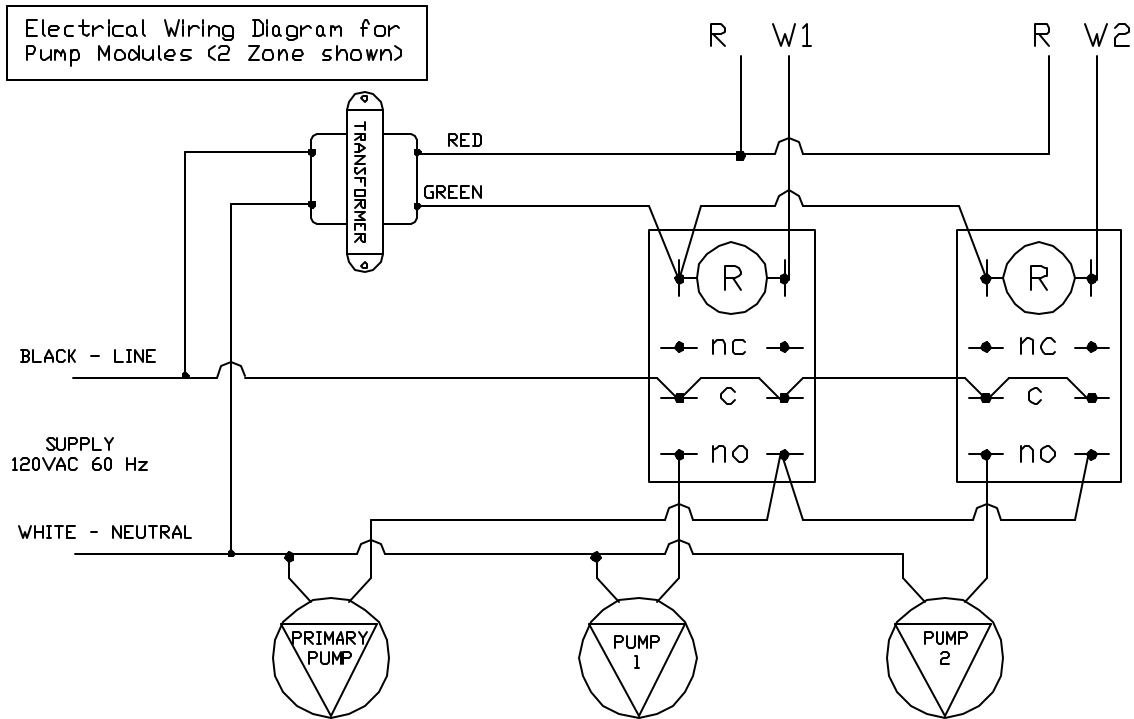 Electrical Wiring Diagram for
Pump Modules (2 Zone shown)
R W1 R W2
TRANSFORMER
RED
GREEN
R R
nc nc
BLACK - LINE
c c
SUPPLY
120VAC 60 Hz
no no
WHITE - NEUTRAL
PRIMARY
PUMP
PUMP
1
PUMP
2